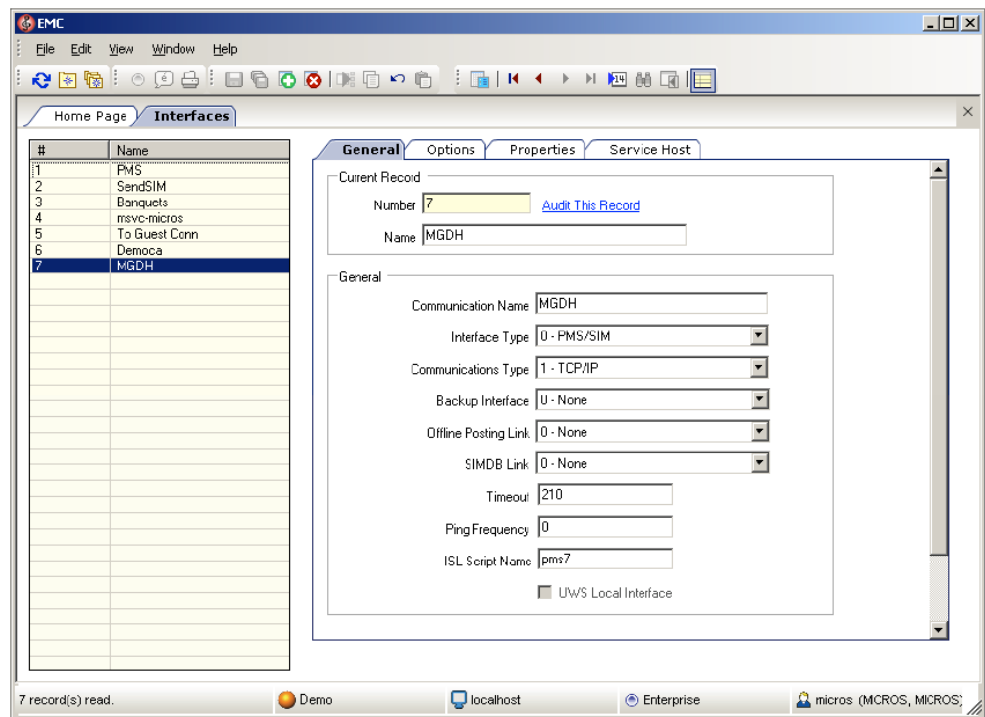 EMC
File Edit View Window Help
14
Home Page Interfaces
# Name
1 PMS
2 SendSIM
3 Banquets
4 msvc-micros
5 To Guest Conn
6 Democa
7 MGDH
General Options Properties Service Host
Current Record
Number 7 Audit This Record
Name MGDH
General
Communication Name MGDH
Interface Type 0 - PMS/SIM
Communications Type 1 - TCP/IP
Backup Interface 0 - None
Offline Posting Link 0 - None
SIMDB Link 0 - None
Timeout 210
Ping Frequency 0
ISL Script Name pms7
UWS Local Interface
7 record(s) read. Demo localhost Enterprise micros (MCROS, MICROS)